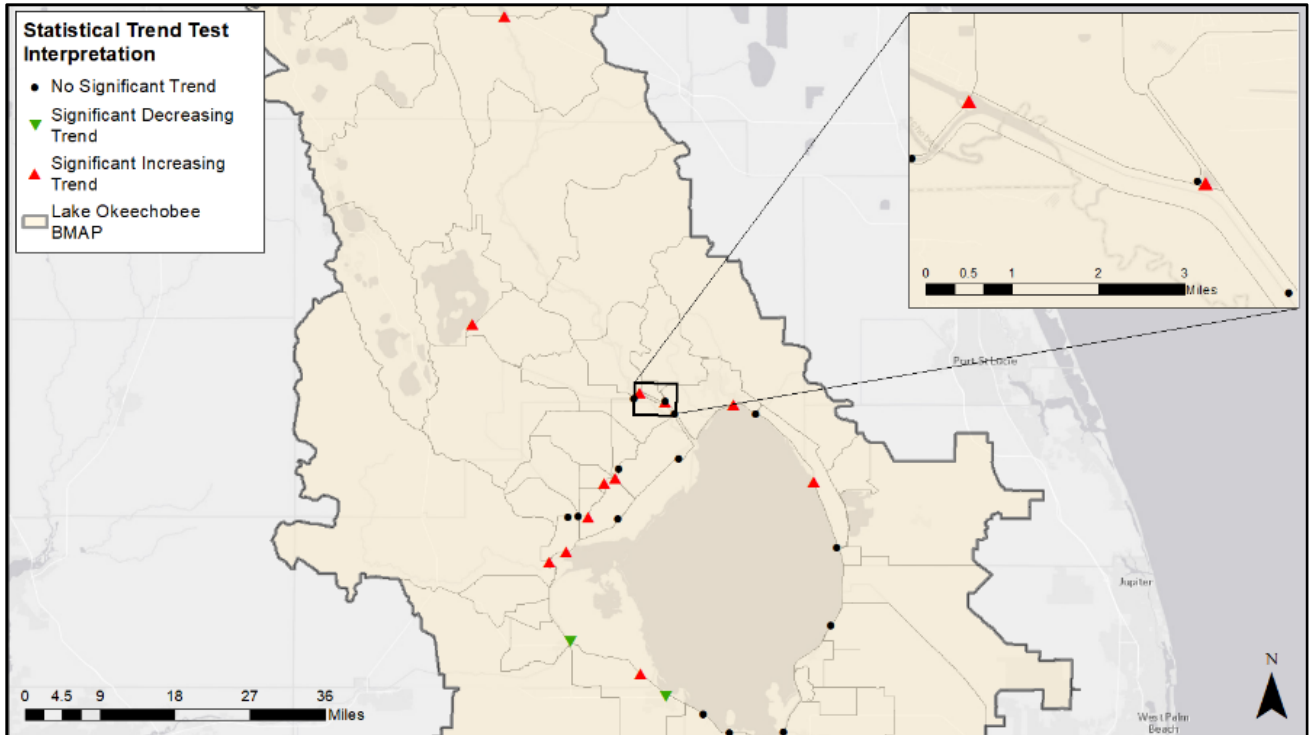 Statistical Trend Test
Interpretation
No Significant Trend
Significant Decreasing
Trend
Significant Increasing
Trend
Lake Okeechobee
BMAP
0 0.5 1 2 3
Miles
Port St Lucie
Jupiter
West Palm
Beach
N
0 4.5 9 18 27 36
Miles